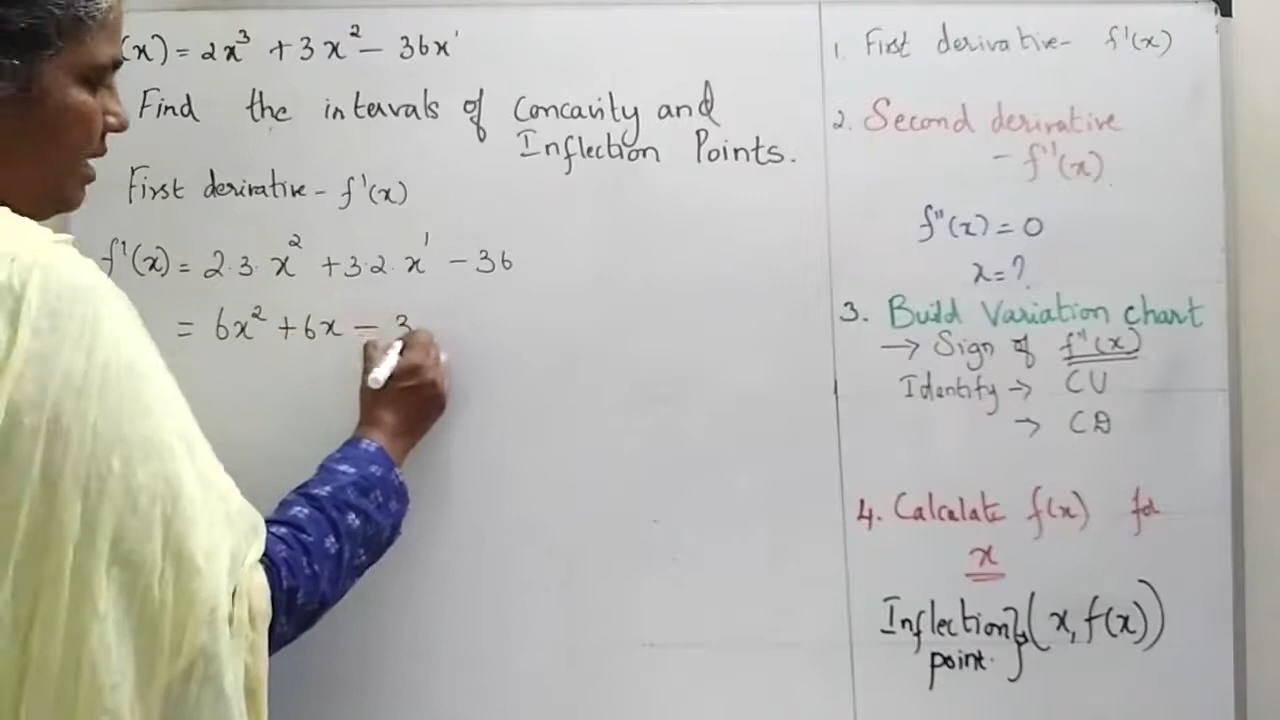 (x) = 2x³ + 3x² - 36x'
Find the intervals of Concavity and
Inflection Points.
First derivative - f'(x)
f'(x) = 2.3. x² + 3.2. x' - 36
= 6x² + 6x - 3
1. First derivative - f'(x)
2. Second derivative
- f''(x)
f''(x) = 0
x = ?
3. Build Variation chart
→ Sign of f''(x)
Identify → CU
→ CD
4. Calculate f(x) for
x
Inflection point. } (x, f(x))